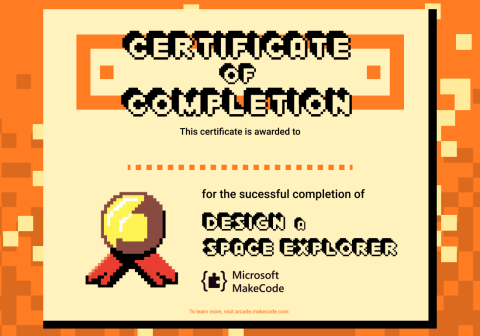 CERTIFICATE
OF
COMPLETION
This certificate is awarded to
for the sucessful completion of
DESIGN a
SPACE EXPLORER
Microsoft
MakeCode
To learn more, visit arcade.makecode.com